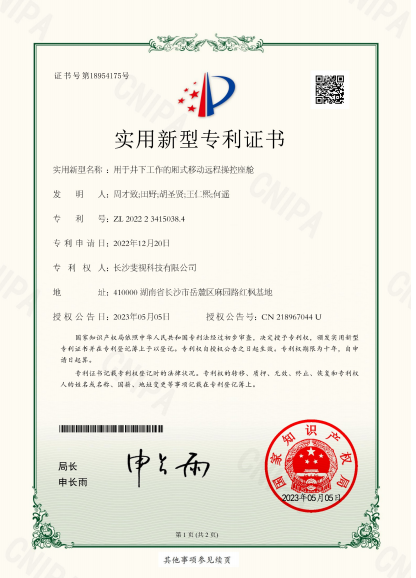 证书号第18954175号
实用新型专利证书
实用新型名称：用于井下工作的厢式移动远程操控座舱
发 明 人：周才致;田野;胡圣贤;王仁熙;何遥
专 利 号：ZL 2022 2 3415038.4
专利申请日：2022年12月20日
专 利 权 人：长沙斐视科技有限公司
地 址：410000 湖南省长沙市岳麓区麻园路红枫基地
授权公告日：2023年05月05日 授权公告号：CN 218967044 U
国家知识产权局依照中华人民共和国专利法经过初步审查，决定授予专利权，颁发实用新型
专利证书并在专利登记簿上予以登记。专利权自授权公告之日起生效。专利权期限为十年，自申
请日起算。
专利证书记载专利权登记时的法律状况。专利权的转移、质押、无效、终止、恢复和专利权
人的姓名或名称、国籍、地址变更等事项记载在专利登记簿上。
局长
申长雨
申长雨
国家知识产权局
2023年05月05日
第 1 页 (共 2 页)
其他事项参见续页
CNIPA
CNIPA
CNIPA
CNIPA